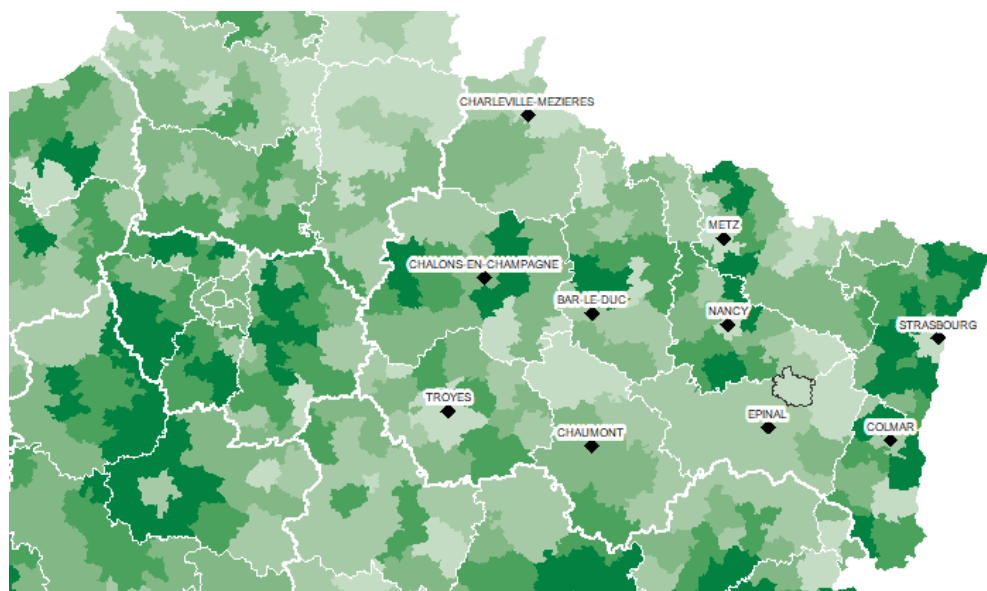 CHARLEVILLE-MEZIERES
METZ
CHALONS-EN-CHAMPAGNE
BAR-LE-DUC
NANCY
STRASBOURG
TROYES
EPINAL
CHAUMONT
COLMAR